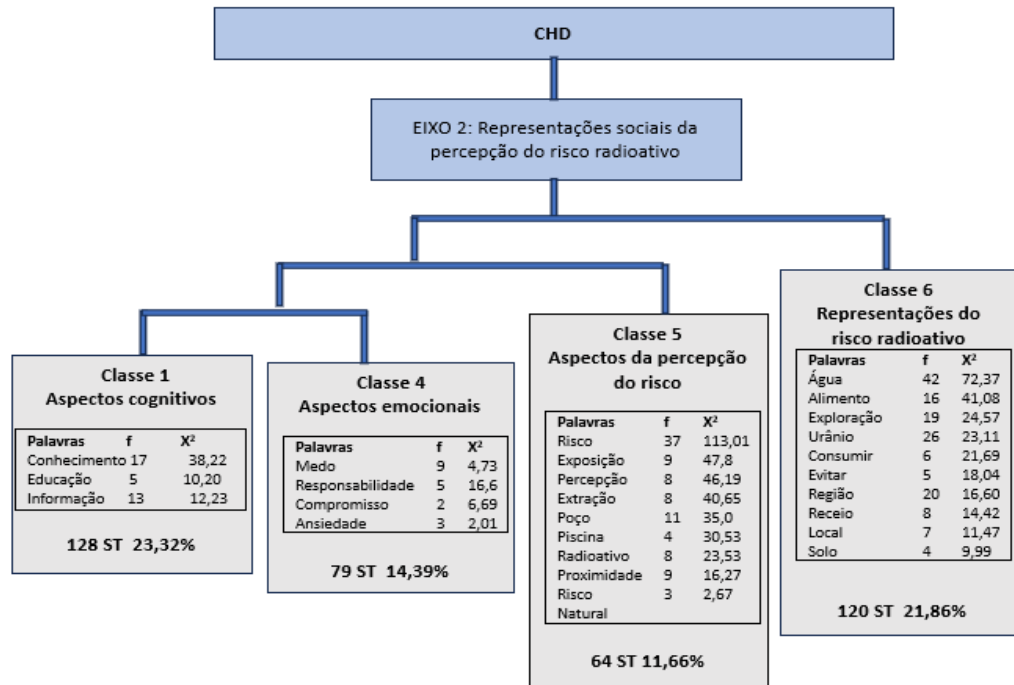 CHD
EIXO 2: Representações sociais da
percepção do risco radioativo
Classe 1
Aspectos cognitivos
Palavras f X²
Conhecimento 17 38,22
Educação 5 10,20
Informação 13 12,23
128 ST 23,32%
Classe 4
Aspectos emocionais
Palavras f X²
Medo 9 4,73
Responsabilidade 5 16,6
Compromisso 2 6,69
Ansiedade 3 2,01
79 ST 14,39%
Classe 5
Aspectos da percepção
do risco
Palavras f X²
Risco 37 113,01
Exposição 9 47,8
Percepção 8 46,19
Extração 8 40,65
Poço 11 35,0
Piscina 4 30,53
Radioativo 8 23,53
Proximidade 9 16,27
Risco 3 2,67
Natural
64 ST 11,66%
Classe 6
Representações do
risco radioativo
Palavras f X²
Água 42 72,37
Alimento 16 41,08
Exploração 19 24,57
Urânio 26 23,11
Consumir 6 21,69
Evitar 5 18,04
Região 20 16,60
Receio 8 14,42
Local 7 11,47
Solo 4 9,99
120 ST 21,86%